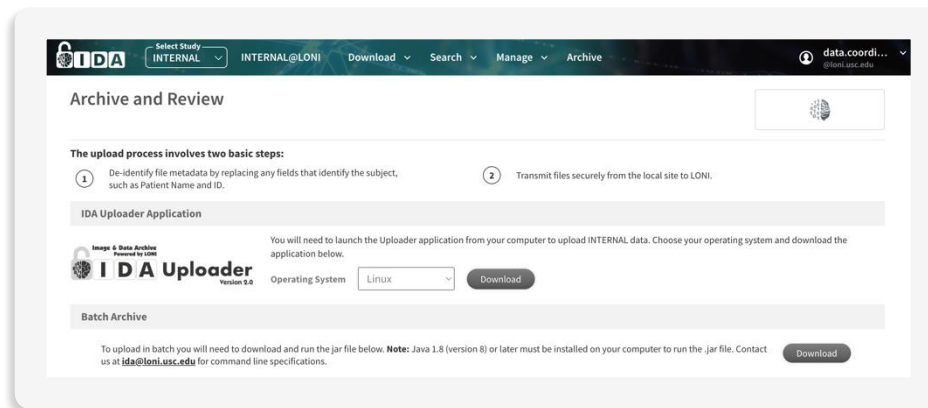 IDA
Select Study
INTERNAL
INTERNAL@LONI
Download
Search
Manage
Archive
data.coordi...
@loni.usc.edu
Archive and Review
The upload process involves two basic steps:
1
De-identify file metadata by replacing any fields that identify the subject,
such as Patient Name and ID.
2
Transmit files securely from the local site to LONI.
IDA Uploader Application
Image & Data Archive
Powered by LONI
IDA Uploader
Version 2.0
You will need to launch the Uploader application from your computer to upload INTERNAL data. Choose your operating system and download the
application below.
Operating System
Linux
Download
Batch Archive
To upload in batch you will need to download and run the jar file below. Note: Java 1.8 (version 8) or later must be installed on your computer to run the .jar file. Contact
us at ida@loni.usc.edu for command line specifications.
Download